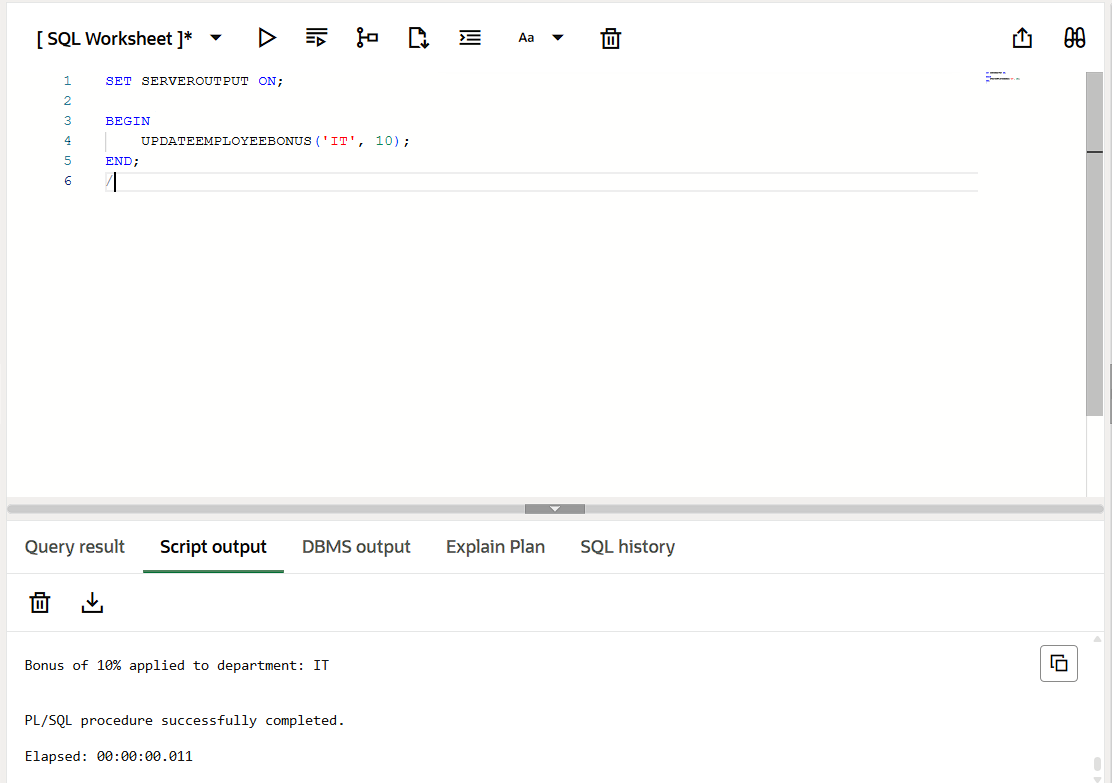 [ SQL Worksheet ]* Aa
1 SET SERVEROUTPUT ON;
2
3 BEGIN
4 UPDATEEMPLOYEEBONUS('IT', 10);
5 END;
6 /
Query result Script output DBMS output Explain Plan SQL history
Bonus of 10% applied to department: IT
PL/SQL procedure successfully completed.
Elapsed: 00:00:00.011